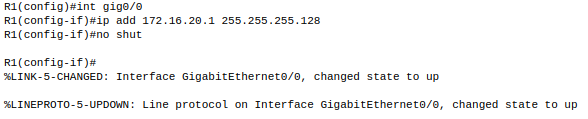 R1(config)#int gig0/0
R1(config-if)#ip add 172.16.20.1 255.255.255.128
R1(config-if)#no shut
R1(config-if)#
%LINK-5-CHANGED: Interface GigabitEthernet0/0, changed state to up
%LINEPROTO-5-UPDOWN: Line protocol on Interface GigabitEthernet0/0, changed state to up